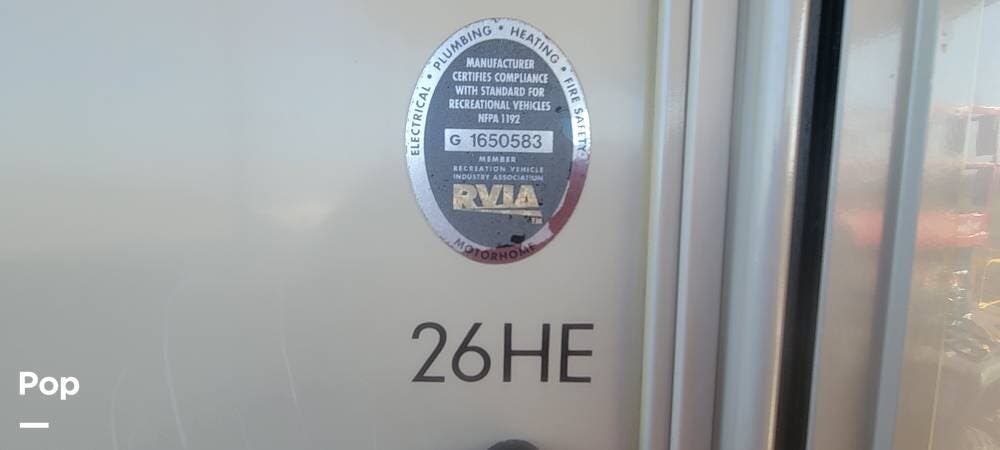 ELECTRICAL • PLUMBING • HEATING • FIRE SAFETY
MANUFACTURER
CERTIFIES COMPLIANCE
WITH STANDARD FOR
RECREATIONAL VEHICLES
NFPA 1192
G 1650583
MEMBER
RECREATION VEHICLE
INDUSTRY ASSOCIATION
RVIA
TM
MOTORHOME
26HE
Pop